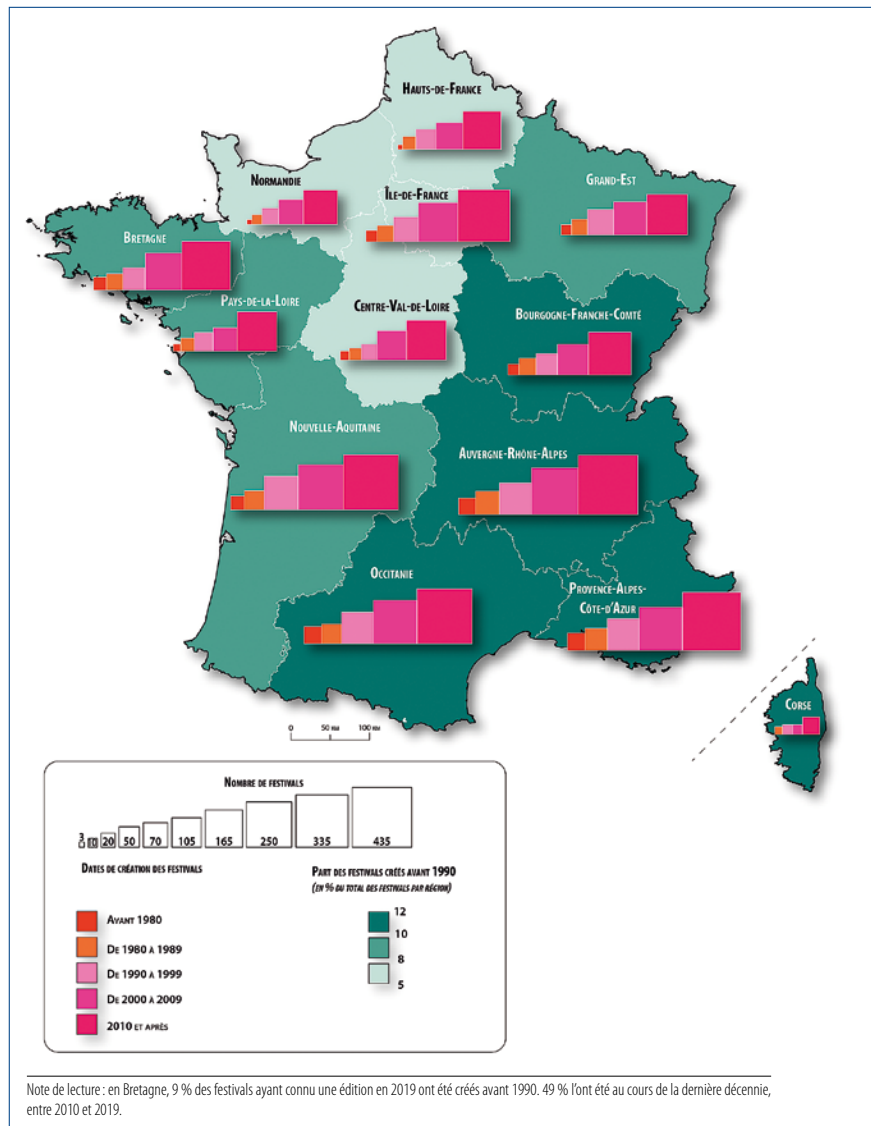 Hauts-de-France
Normandie
Île-de-France
Grand-Est
Bretagne
Pays-de-la-Loire
Centre-Val-de-Loire
Bourgogne-Franche-Comté
Nouvelle-Aquitaine
Auvergne-Rhône-Alpes
Occitanie
Provence-Alpes-
Côte-d'Azur
Corse
0 50 km 100 km
Nombre de festivals
3 10 20 50 70 105 165 250 335 435
Dates de création des festivals
Avant 1980
De 1980 à 1989
De 1990 à 1999
De 2000 à 2009
2010 et après
Part des festivals créés avant 1990
(en % du total des festivals par région)
12
10
8
5
Note de lecture : en Bretagne, 9 % des festivals ayant connu une édition en 2019 ont été créés avant 1990. 49 % l'ont été au cours de la dernière décennie,
entre 2010 et 2019.